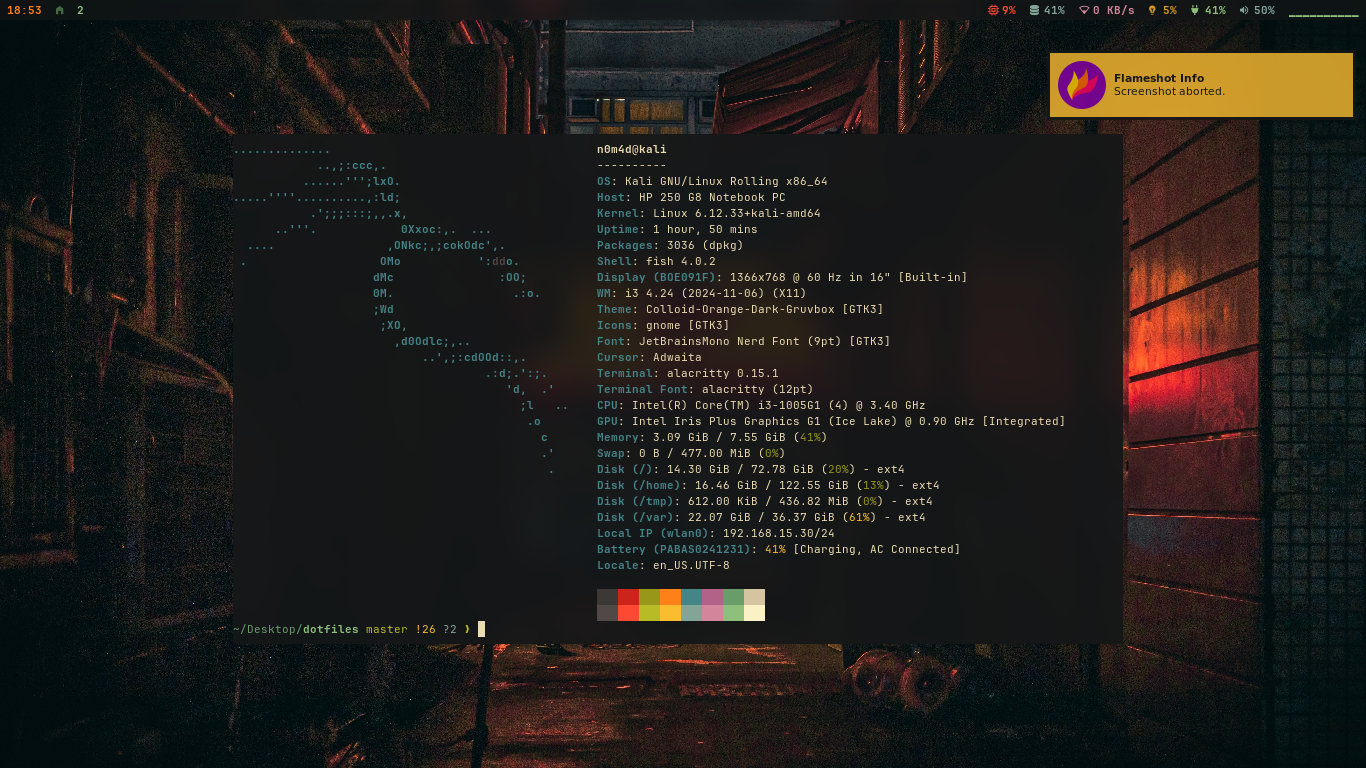 18:53 2 9% 41% 0 KB/s 5% 41% 50%
Flameshot Info
Screenshot aborted.
..............
..,;:ccc,.
......''';lxO.
.....''''..........,:ld;
.';;;:::;,,.x,
..'''. 0Xxoc:,. ...
.... ,ONkc;,;cokOdc',.
. OMo ':ddo.
dMc :OO;
0M. .:o.
;Wd
;XO,
,d0Odlc;,..
..',;:cdOOd::,.
.:d;.':;.
'd, .'
;l ..
.o
c
.'
.
n0m4d@kali
----------
OS: Kali GNU/Linux Rolling x86_64
Host: HP 250 G8 Notebook PC
Kernel: Linux 6.12.33+kali-amd64
Uptime: 1 hour, 50 mins
Packages: 3036 (dpkg)
Shell: fish 4.0.2
Display (BOE091F): 1366x768 @ 60 Hz in 16" [Built-in]
WM: i3 4.24 (2024-11-06) (X11)
Theme: Colloid-Orange-Dark-Gruvbox [GTK3]
Icons: gnome [GTK3]
Font: JetBrainsMono Nerd Font (9pt) [GTK3]
Cursor: Adwaita
Terminal: alacritty 0.15.1
Terminal Font: alacritty (12pt)
CPU: Intel(R) Core(TM) i3-1005G1 (4) @ 3.40 GHz
GPU: Intel Iris Plus Graphics G1 (Ice Lake) @ 0.90 GHz [Integrated]
Memory: 3.09 GiB / 7.55 GiB (41%)
Swap: 0 B / 477.00 MiB (0%)
Disk (/): 14.30 GiB / 72.78 GiB (20%) - ext4
Disk (/home): 16.46 GiB / 122.55 GiB (13%) - ext4
Disk (/tmp): 612.00 KiB / 436.82 MiB (0%) - ext4
Disk (/var): 22.07 GiB / 36.37 GiB (61%) - ext4
Local IP (wlan0): 192.168.15.30/24
Battery (PABAS0241231): 41% [Charging, AC Connected]
Locale: en_US.UTF-8
~/Desktop/dotfiles master !26 ?2 ❯